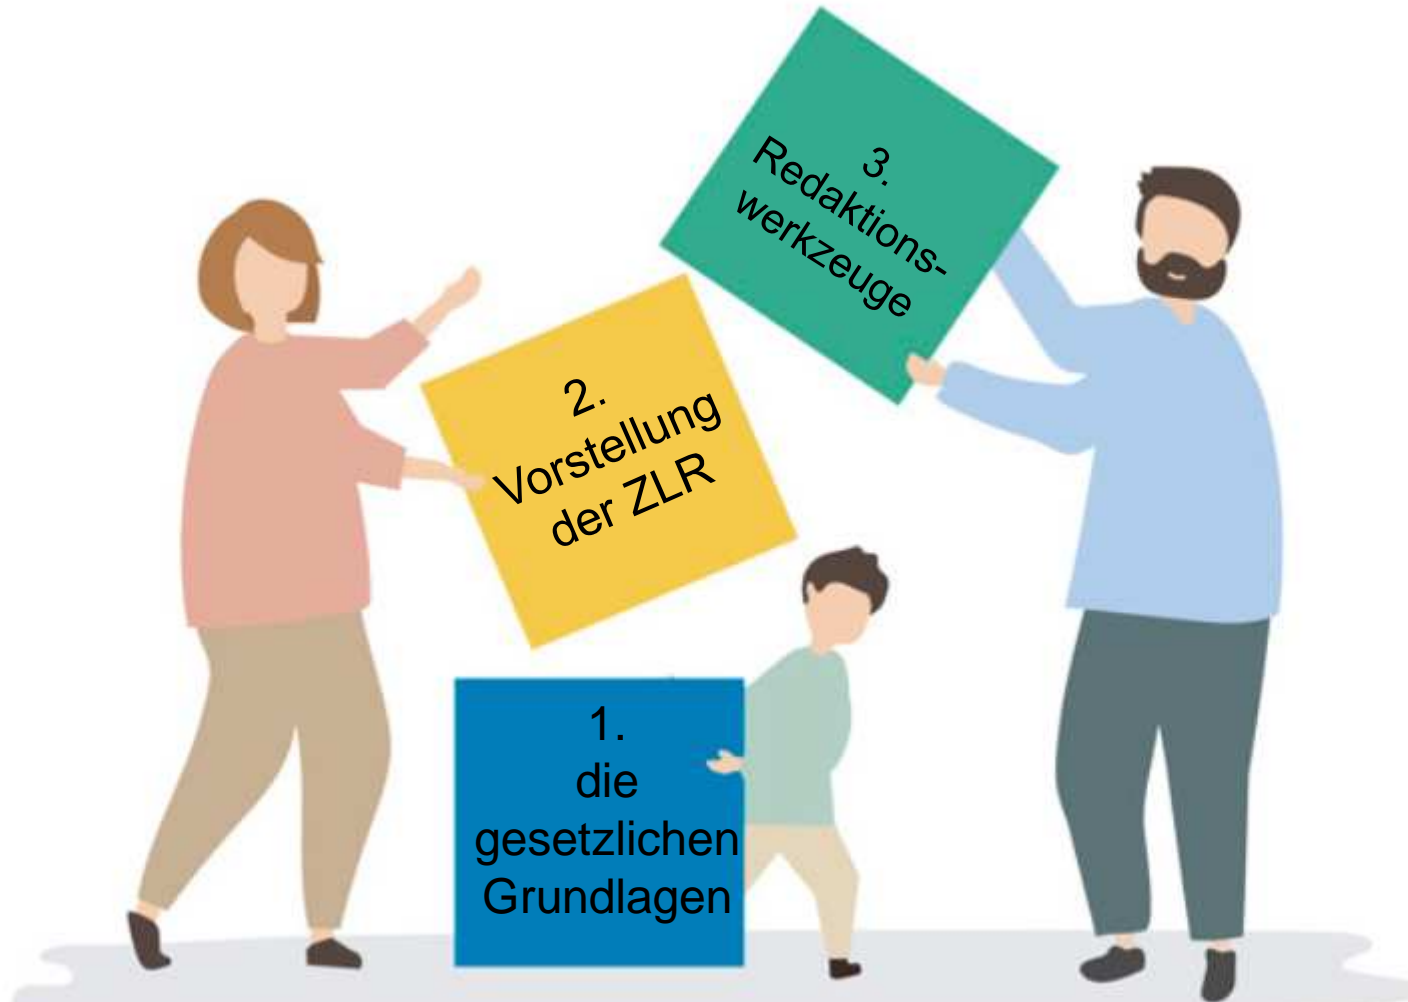 3.
Redaktions-
werkzeuge
2.
Vorstellung
der ZLR
1.
die
gesetzlichen
Grundlagen